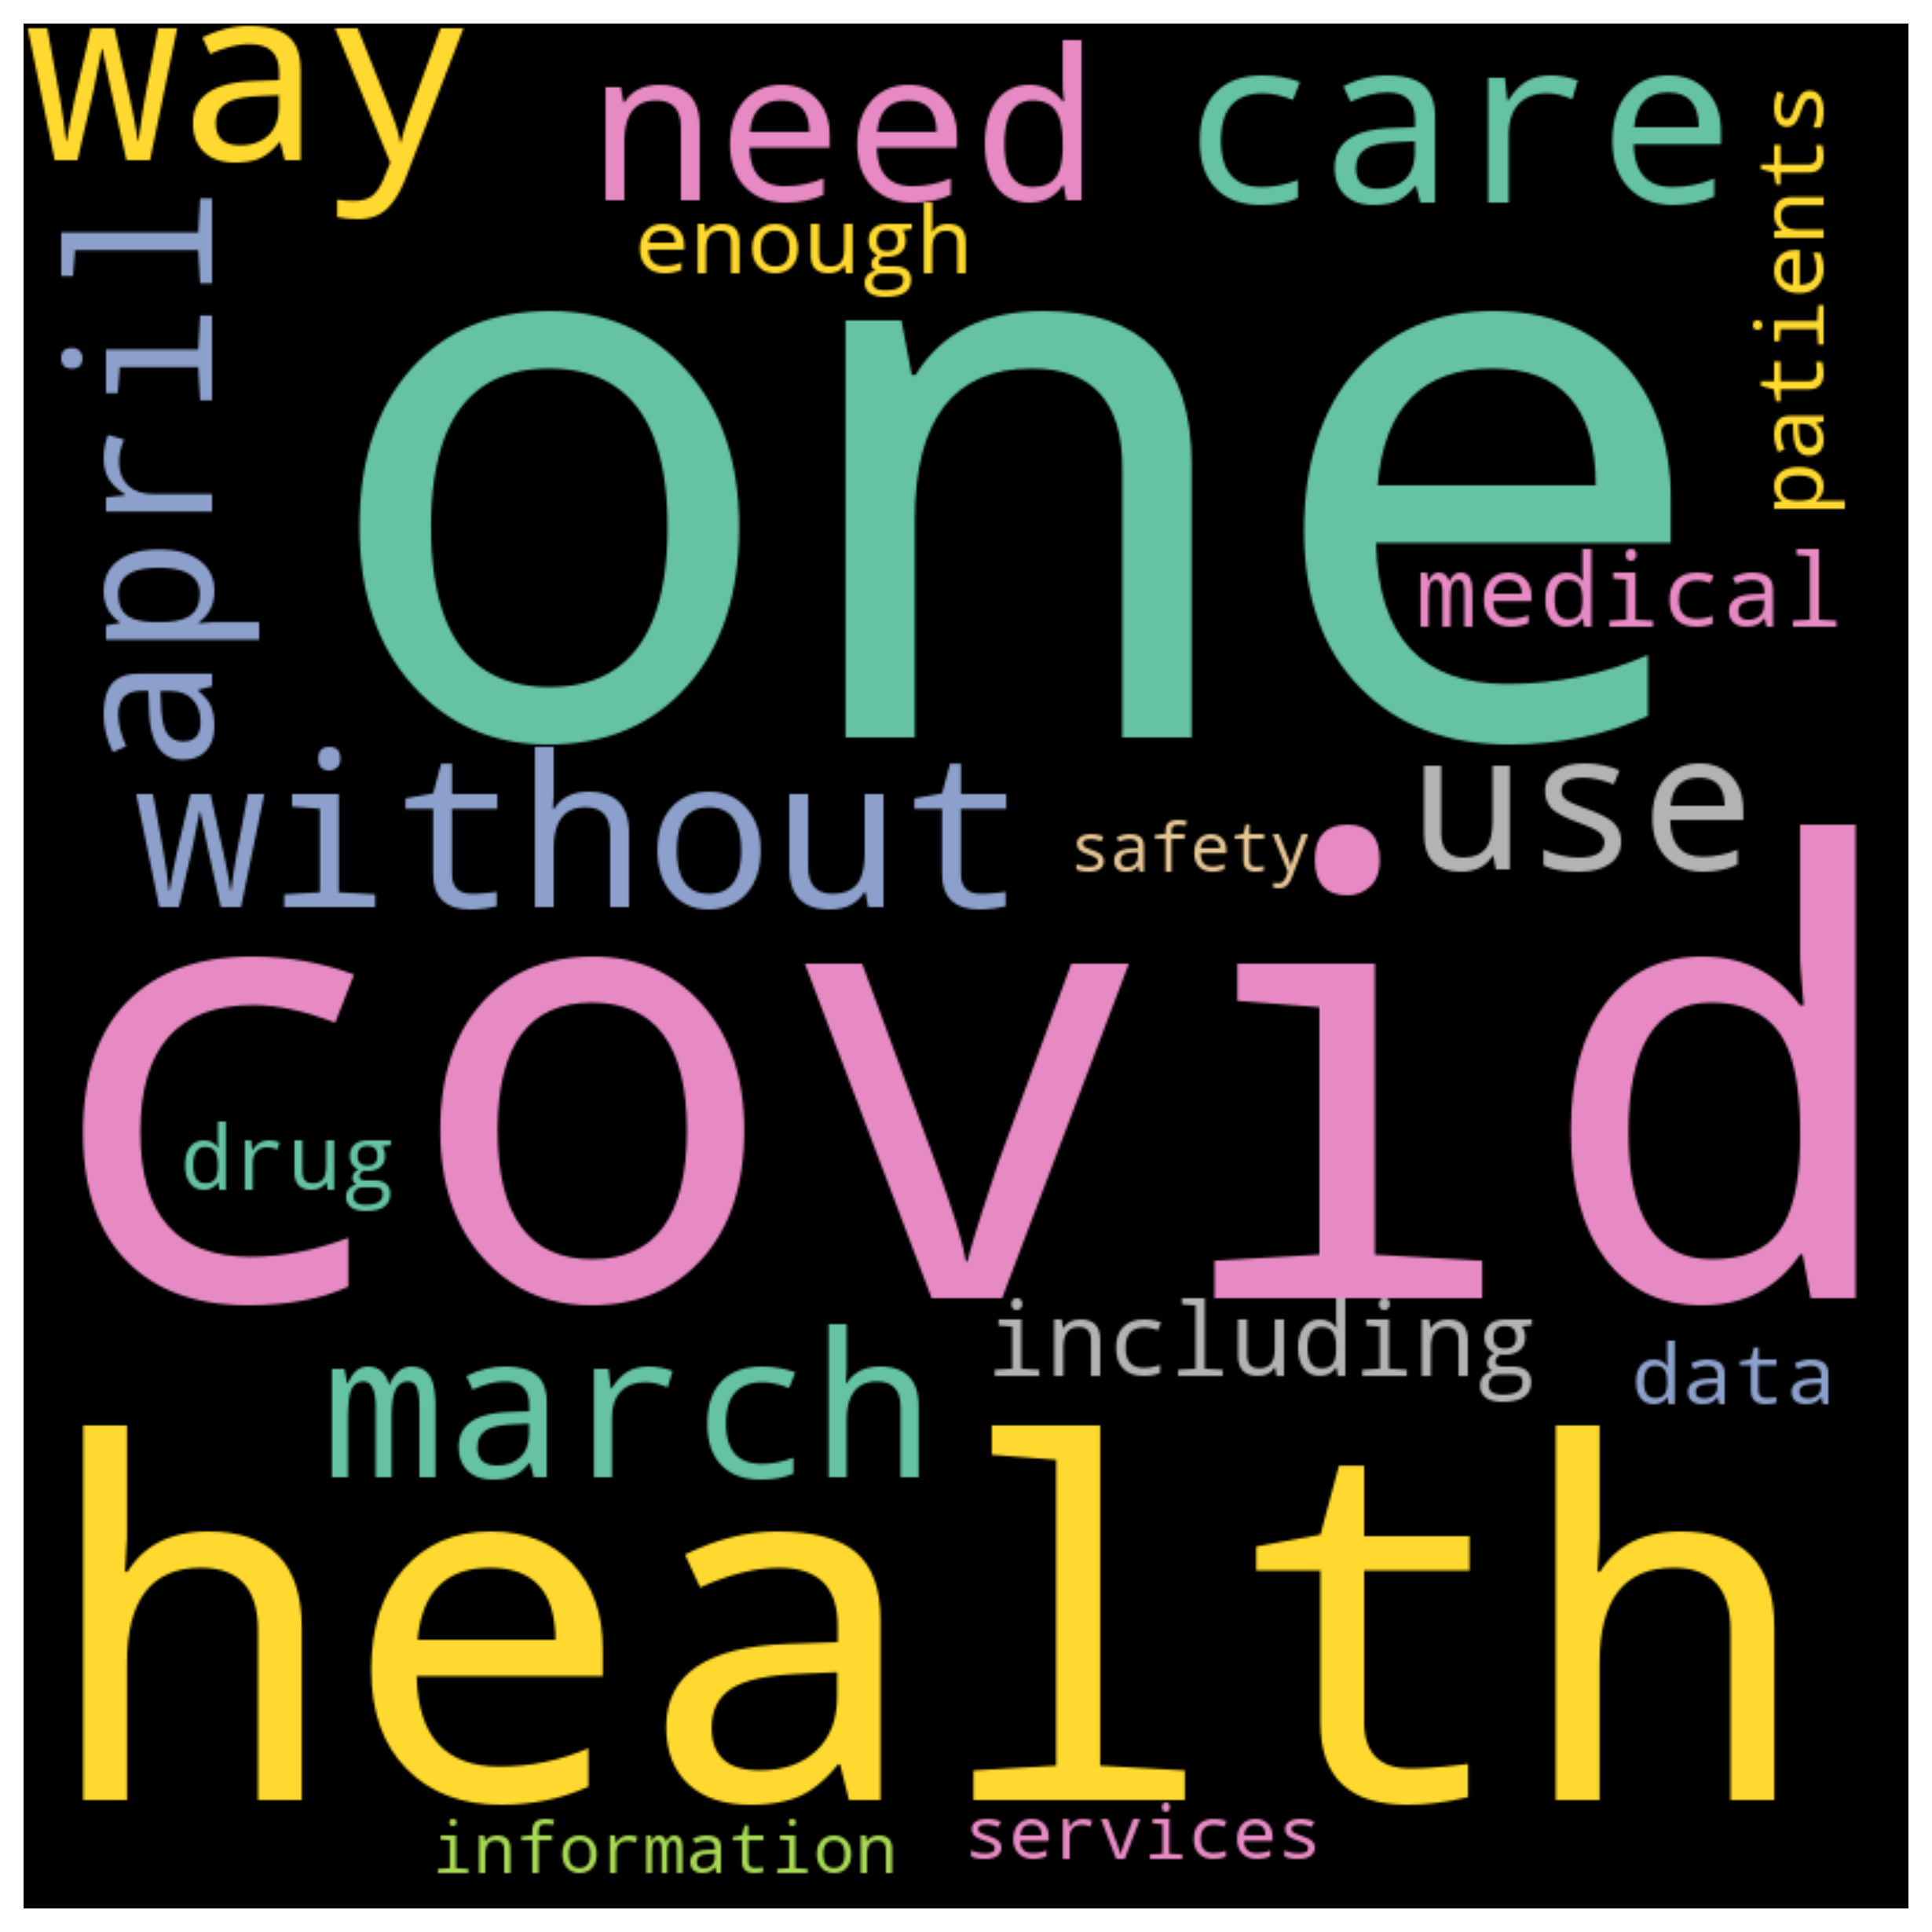 way
need
care
patients
enough
april
one
medical
without
use
safety
covid
drug
including
march
data
health
information
services